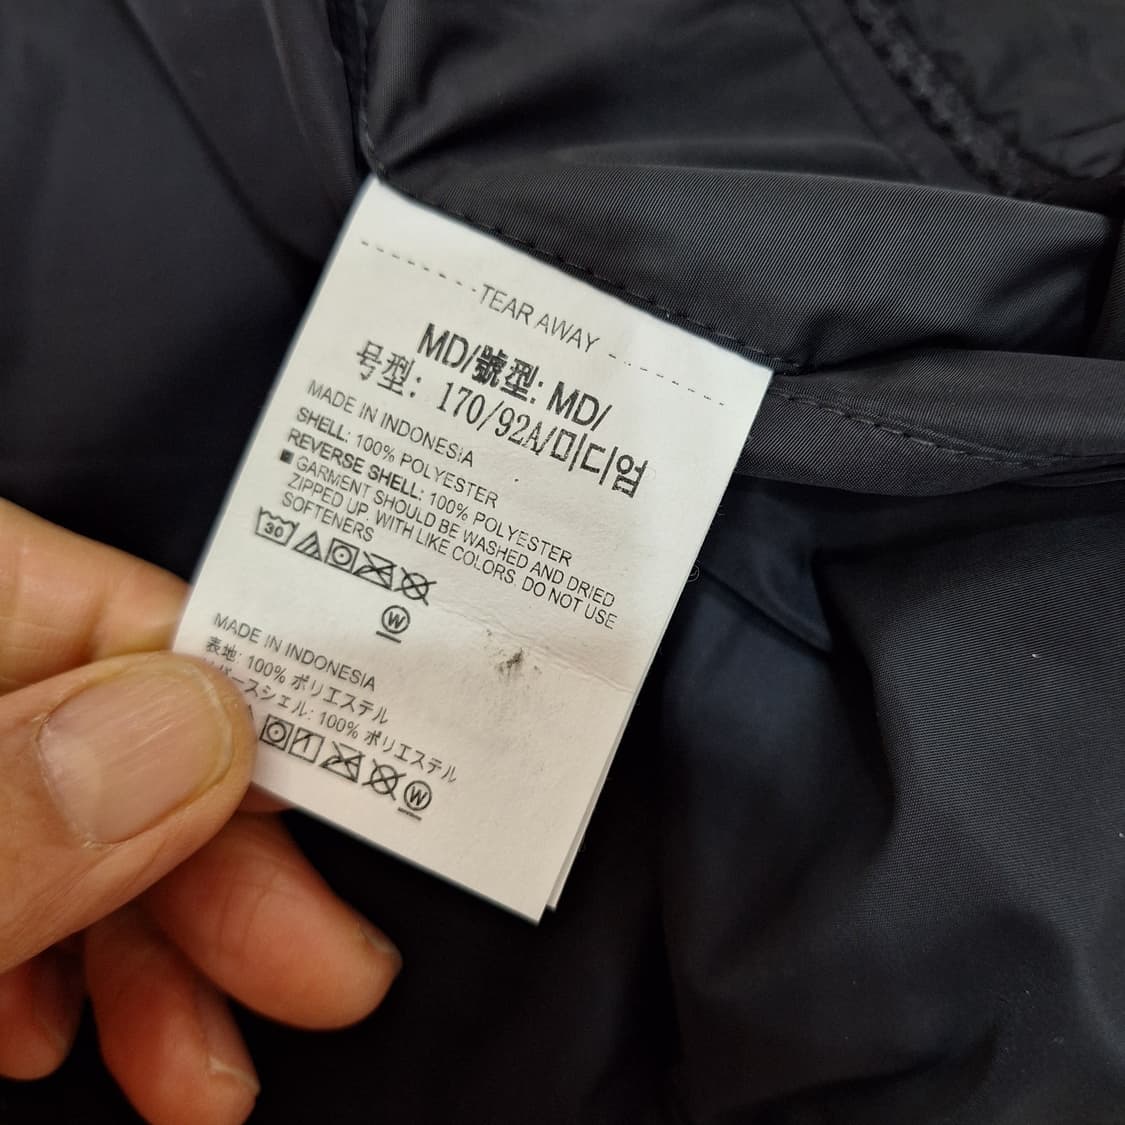 TEAR AWAY
MD/號型: MD/
号型: 170/92A/미디엄
MADE IN INDONESIA
SHELL: 100% POLYESTER
REVERSE SHELL: 100% POLYESTER
■ GARMENT SHOULD BE WASHED AND DRIED
ZIPPED UP, WITH LIKE COLORS. DO NOT USE
SOFTENERS
30
W
MADE IN INDONESIA
表地: 100% ポリエステル
バースシェル: 100% ポリエステル
W